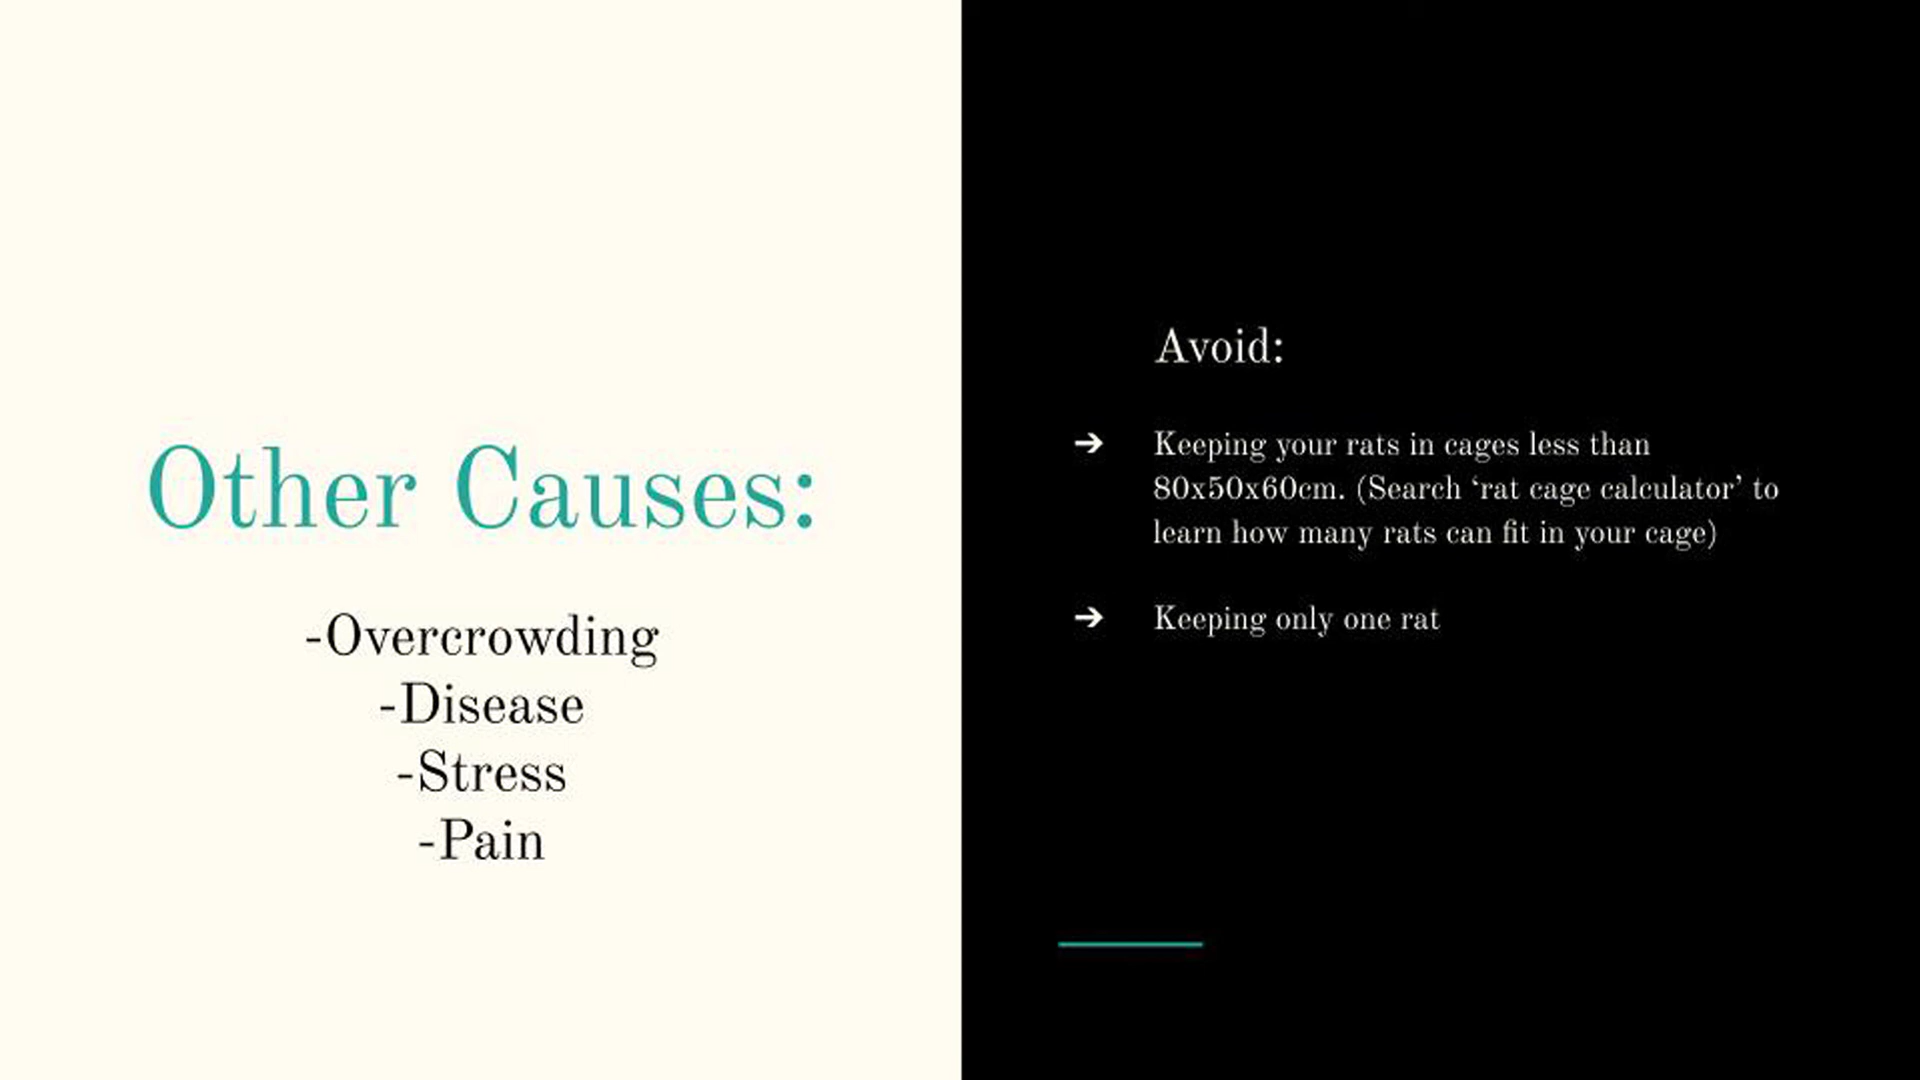 Other Causes:
-Overcrowding
-Disease
-Stress
-Pain
Avoid:
➔ Keeping your rats in cages less than
80x50x60cm. (Search ‘rat cage calculator’ to
learn how many rats can fit in your cage)
➔ Keeping only one rat